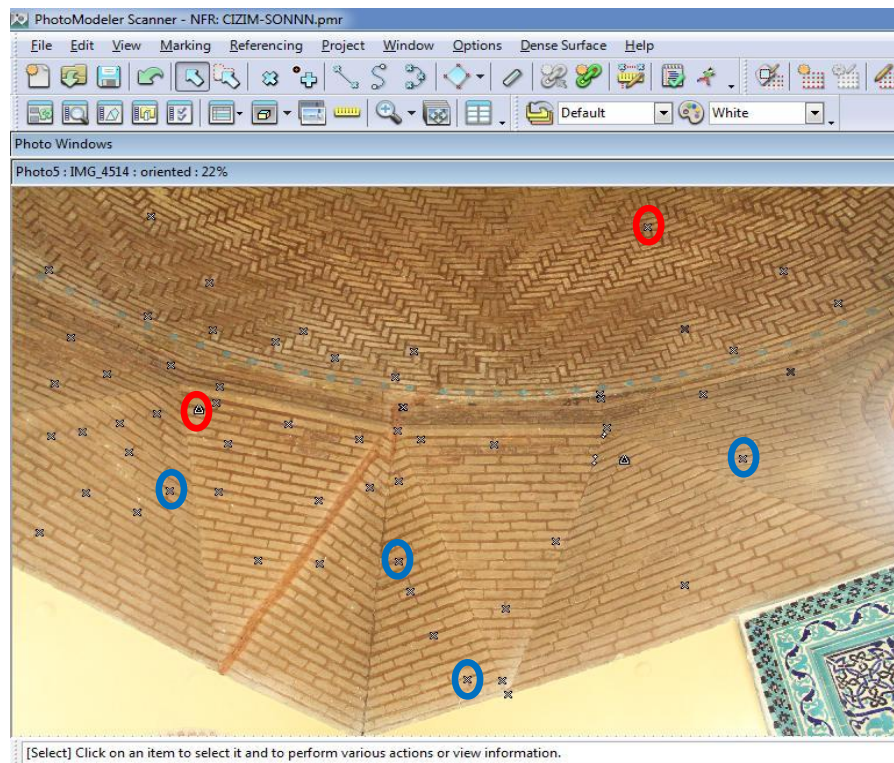 PhotoModeler Scanner - NFR: CIZIM-SONNN.pmr
File Edit View Marking Referencing Project Window Options Dense Surface Help
Default White
Photo Windows
Photo5 : IMG_4514 : oriented : 22%
[Select] Click on an item to select it and to perform various actions or view information.